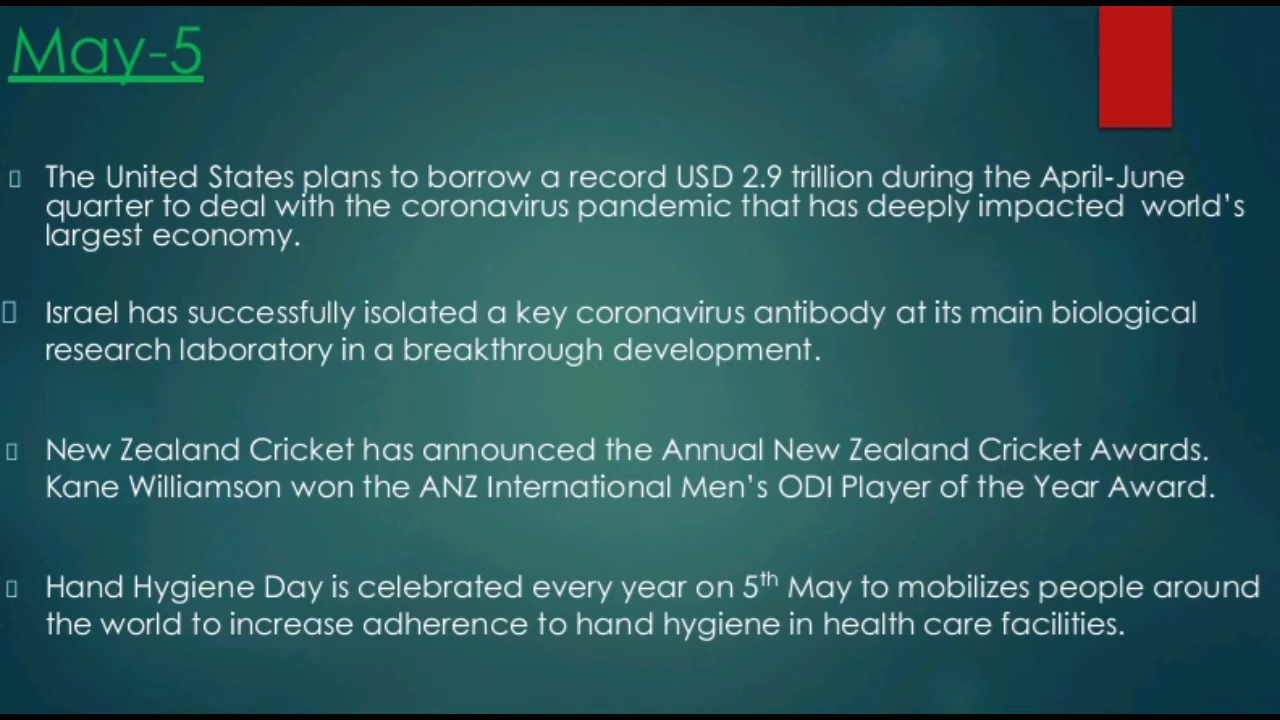 May-5
The United States plans to borrow a record USD 2.9 trillion during the April-June
quarter to deal with the coronavirus pandemic that has deeply impacted  world's
largest economy.
Israel has successfully isolated a key coronavirus antibody at its main biological
research laboratory in a breakthrough development.
New Zealand Cricket has announced the Annual New Zealand Cricket Awards.
Kane Williamson won the ANZ International Men's ODI Player of the Year Award.
Hand Hygiene Day is celebrated every year on 5th May to mobilizes people around
the world to increase adherence to hand hygiene in health care facilities.